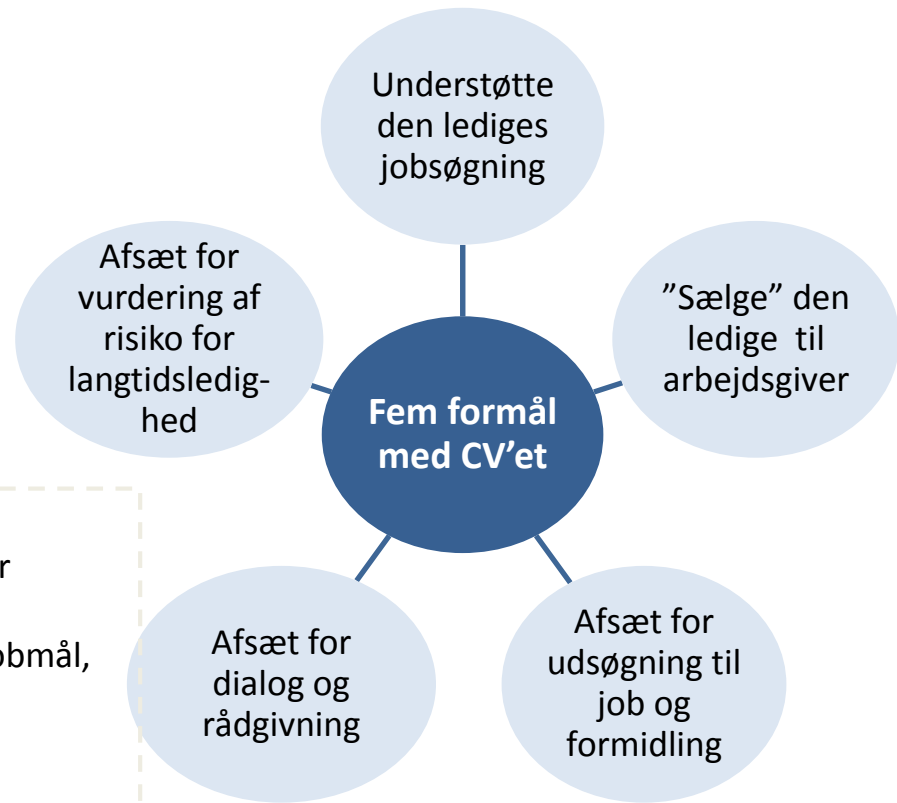 Understøtte
den lediges
jobsøgning
”Sælge” den
ledige til
arbejdsgiver
Afsæt for
udsøgning til
job og
formidling
Afsæt for
dialog og
rådgivning
Afsæt for
vurdering af
risiko for
langtidsledig-
hed
Fem formål
med CV’et